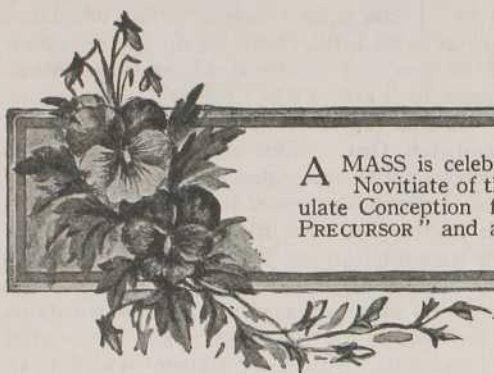 A MASS is celeb
Novitiate of th
ulate Conception f
PRECURSOR" and a